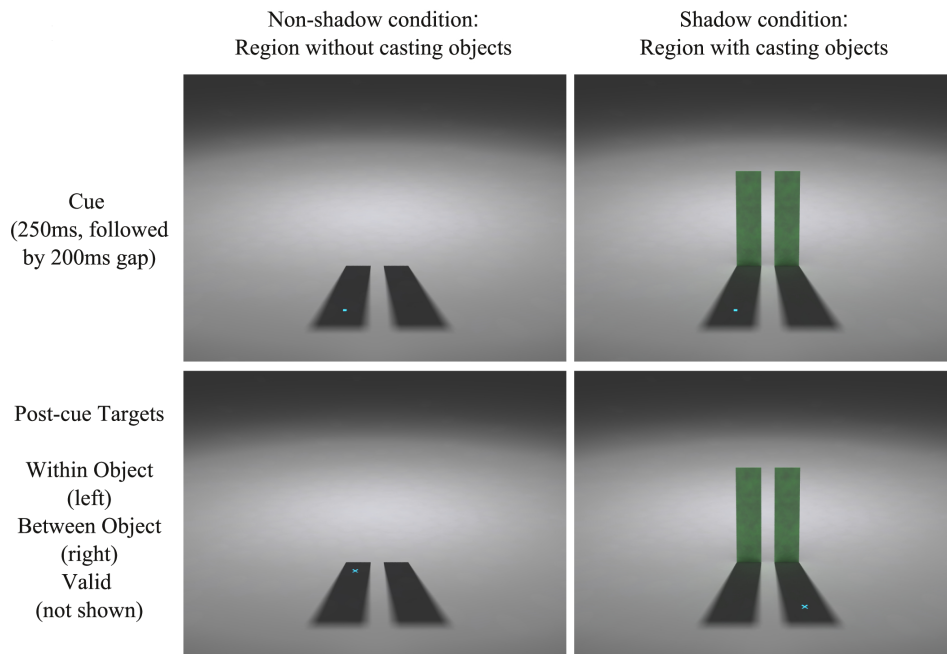 Non-shadow condition:
Region without casting objects
Shadow condition:
Region with casting objects
Cue
(250ms, followed
by 200ms gap)
Post-cue Targets
Within Object
(left)
Between Object
(right)
Valid
(not shown)